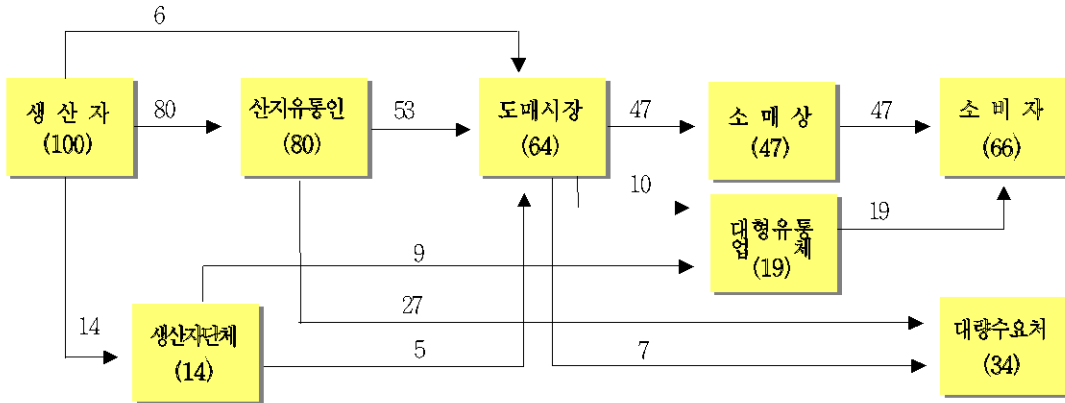 6
생 산 자
(100)
80
산지유통인
(80)
53
도매시장
(64)
47
소 매 상
(47)
47
소 비 자
(66)
10
대형유통
업 체
(19)
19
9
14
생산자단체
(14)
27
5
7
대량수요처
(34)